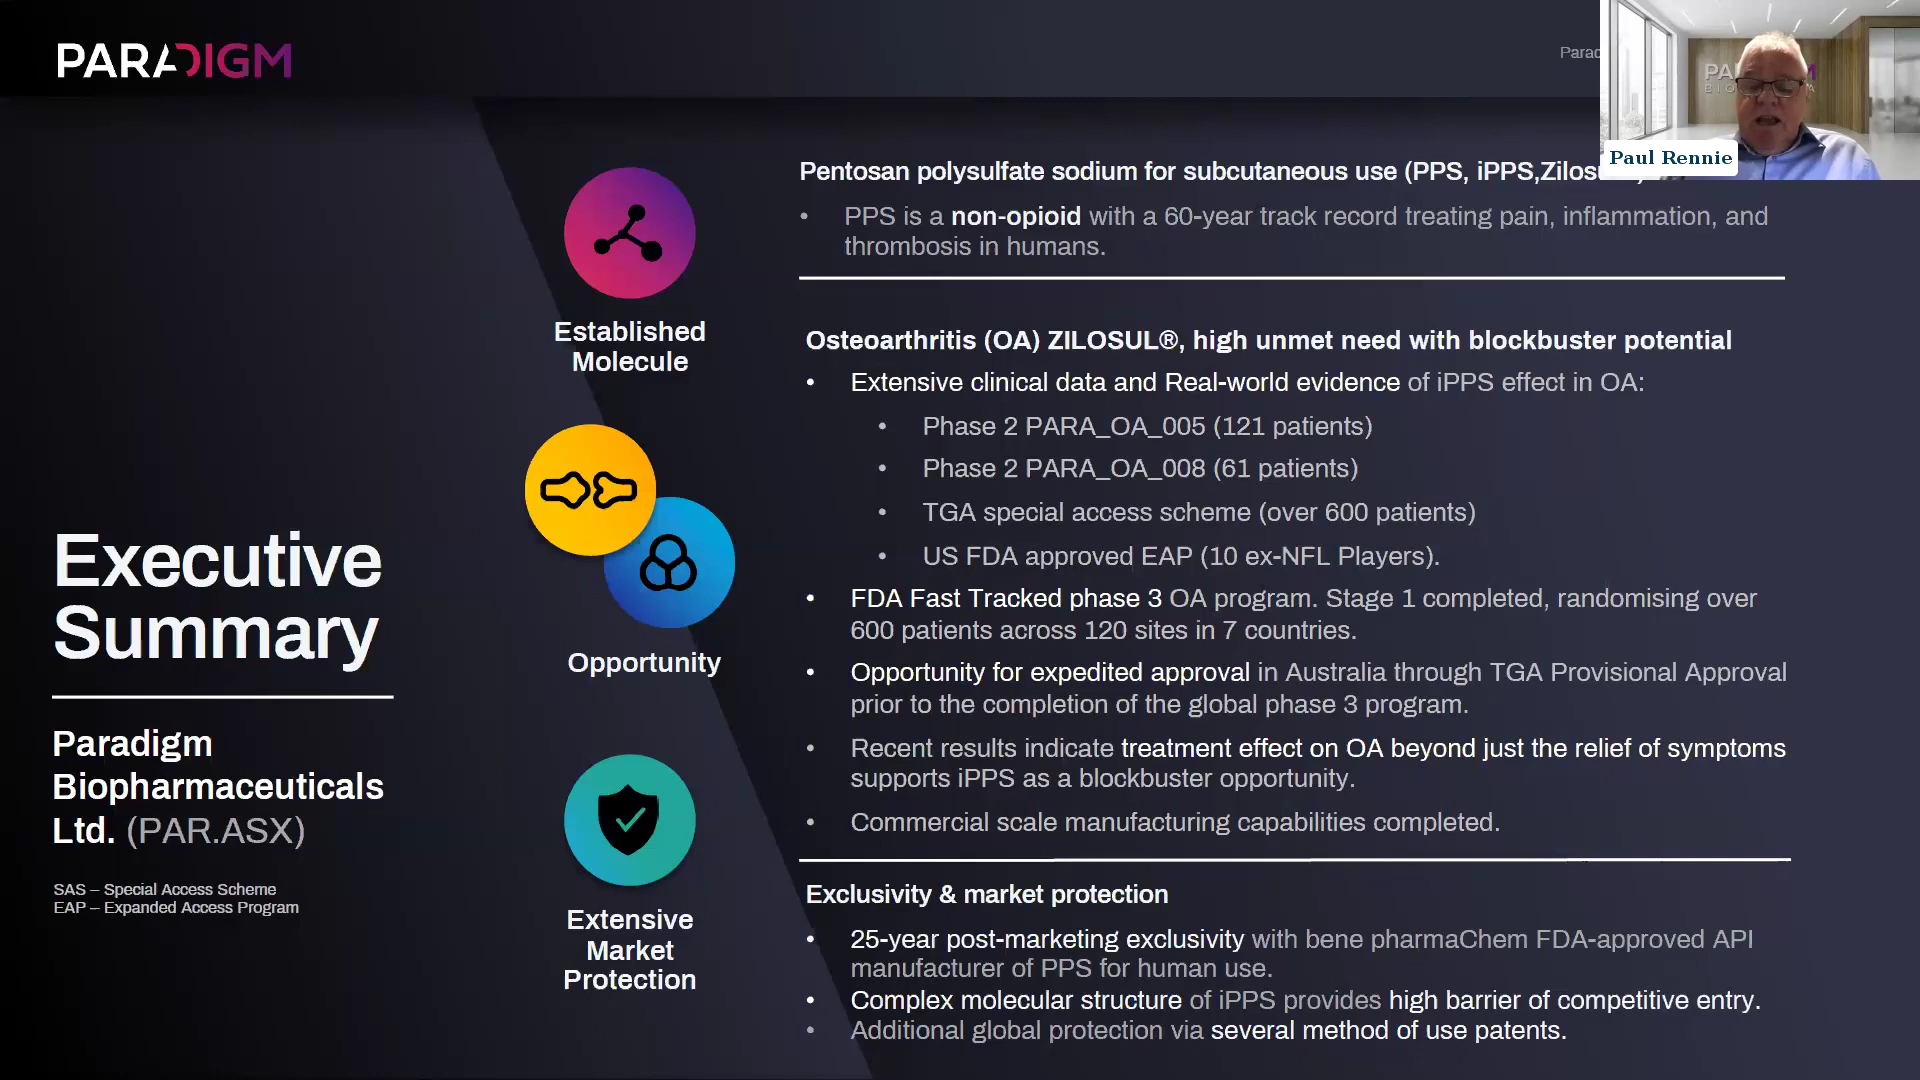 PARADIGM
Paul Rennie
Pentosan polysulfate sodium for subcutaneous use (PPS, iPPS,
• PPS is a non-opioid with a 60-year track record treating pain, inflammation, and
thrombosis in humans.
Established
Molecule
Osteoarthritis (OA) ZILOSUL®, high unmet need with blockbuster potential
• Extensive clinical data and Real-world evidence of iPPS effect in OA:
• Phase 2 PARA_OA_005 (121 patients)
• Phase 2 PARA_OA_008 (61 patients)
• TGA special access scheme (over 600 patients)
• US FDA approved EAP (10 ex-NFL Players).
• FDA Fast Tracked phase 3 OA program. Stage 1 completed, randomising over
600 patients across 120 sites in 7 countries.
• Opportunity for expedited approval in Australia through TGA Provisional Approval
prior to the completion of the global phase 3 program.
• Recent results indicate treatment effect on OA beyond just the relief of symptoms
supports iPPS as a blockbuster opportunity.
• Commercial scale manufacturing capabilities completed.
Opportunity
Executive
Summary
Paradigm
Biopharmaceuticals
Ltd. (PAR.ASX)
SAS – Special Access Scheme
EAP – Expanded Access Program
Extensive
Market
Protection
Exclusivity & market protection
• 25-year post-marketing exclusivity with bene pharmaChem FDA-approved API
manufacturer of PPS for human use.
• Complex molecular structure of iPPS provides high barrier of competitive entry.
• Additional global protection via several method of use patents.